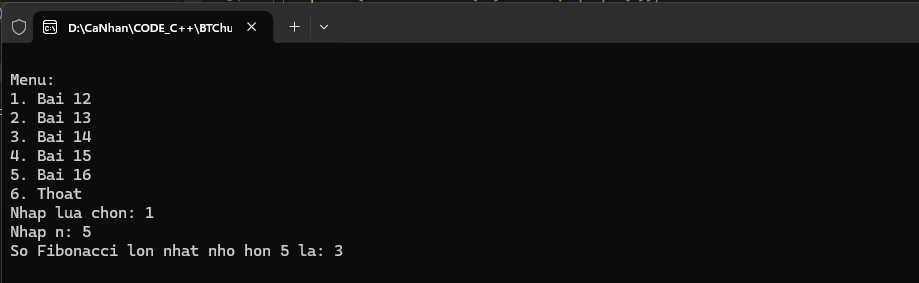 D:\CaNhan\CODE_C++\BTChu
Menu:
1. Bai 12
2. Bai 13
3. Bai 14
4. Bai 15
5. Bai 16
6. Thoat
Nhap lua chon: 1
Nhap n: 5
So Fibonacci lon nhat nho hon 5 la: 3